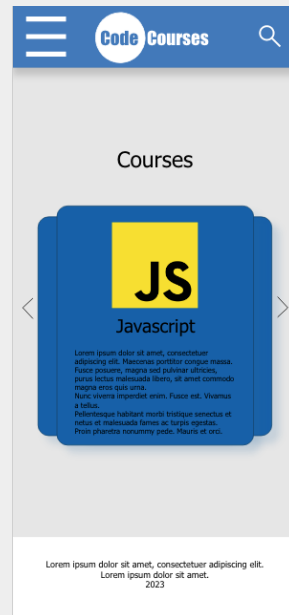 Code Courses
Courses
JS
Javascript
Lorem ipsum dolor sit amet, consectetuer
adipiscing elit. Maecenas porttitor congue massa.
Fusce posuere, magna sed pulvinar ultricies,
purus lectus malesuada libero, sit amet commodo
magna eros quis urna.
Nunc viverra imperdiet enim. Fusce est. Vivamus
a tellus.
Pellentesque habitant morbi tristique senectus et
netus et malesuada fames ac turpis egestas.
Proin pharetra nonummy pede. Mauris et orci.
Lorem ipsum dolor sit amet, consectetuer adipiscing elit.
Lorem ipsum dolor sit amet.
2023